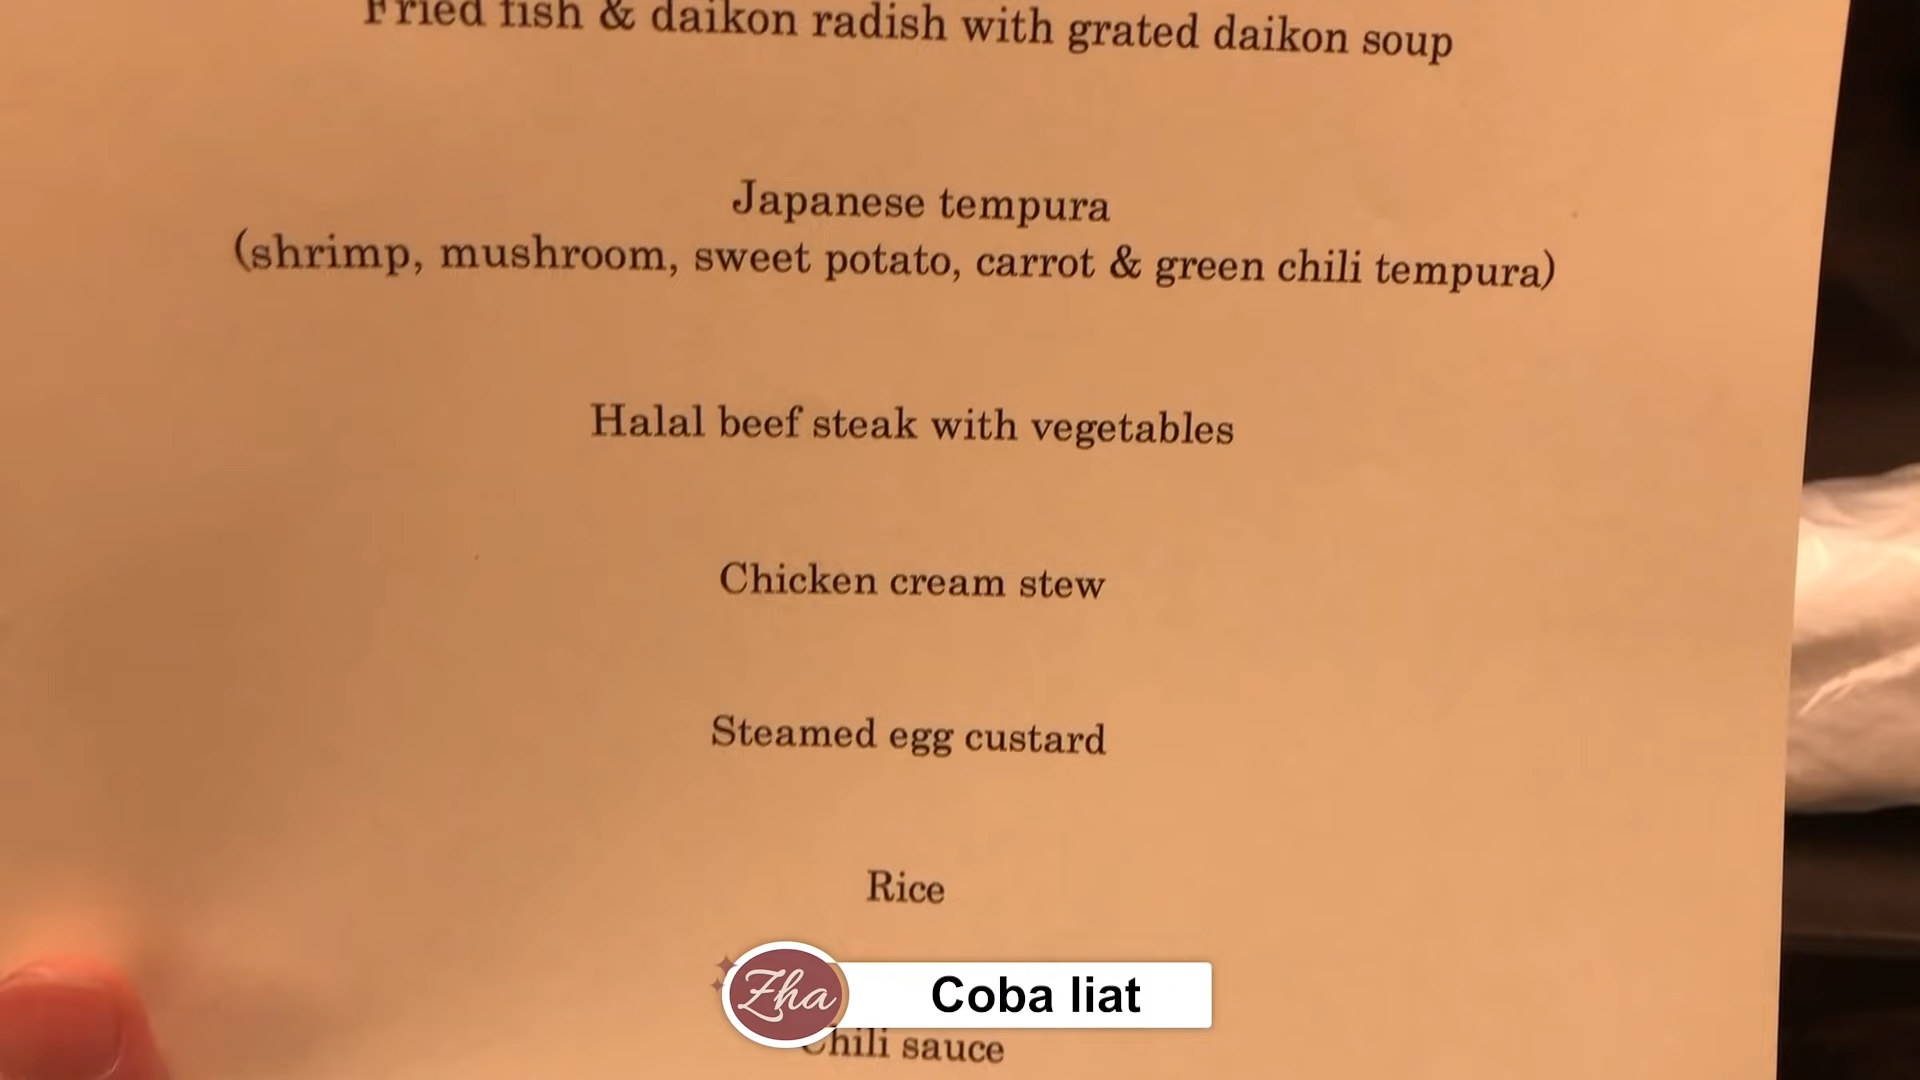 Fried fish & daikon radish with grated daikon soup
Japanese tempura
(shrimp, mushroom, sweet potato, carrot & green chili tempura)
Halal beef steak with vegetables
Chicken cream stew
Steamed egg custard
Rice
Zha
Coba liat
Chili sauce